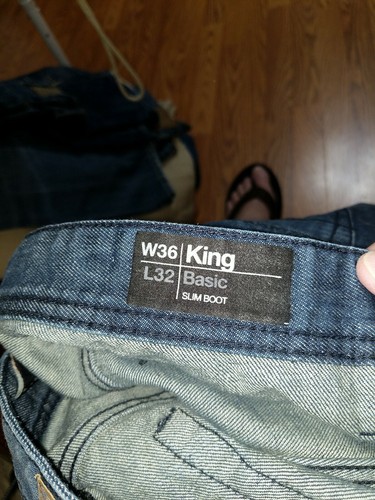 W36 King
L32 Basic
SLIM BOOT